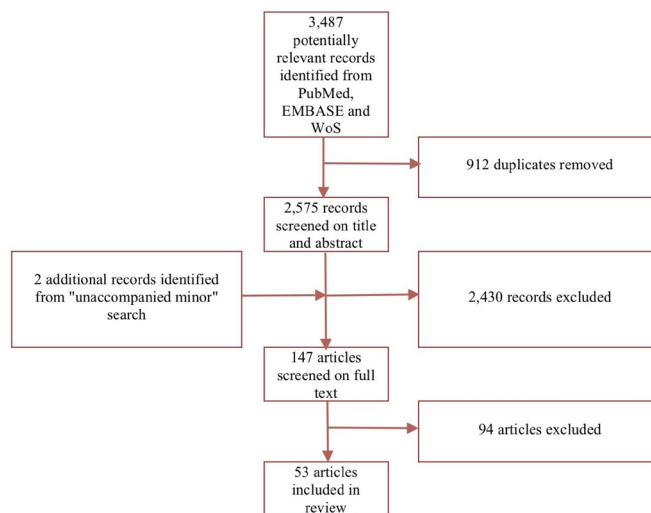 3,487
potentially
relevant records
identified from
PubMed,
EMBASE and
WoS
912 duplicates removed
2,575 records
screened on title
and abstract
2 additional records identified
from "unaccompanied minor"
search
2,430 records excluded
147 articles
screened on full
text
94 articles excluded
53 articles
included in
review